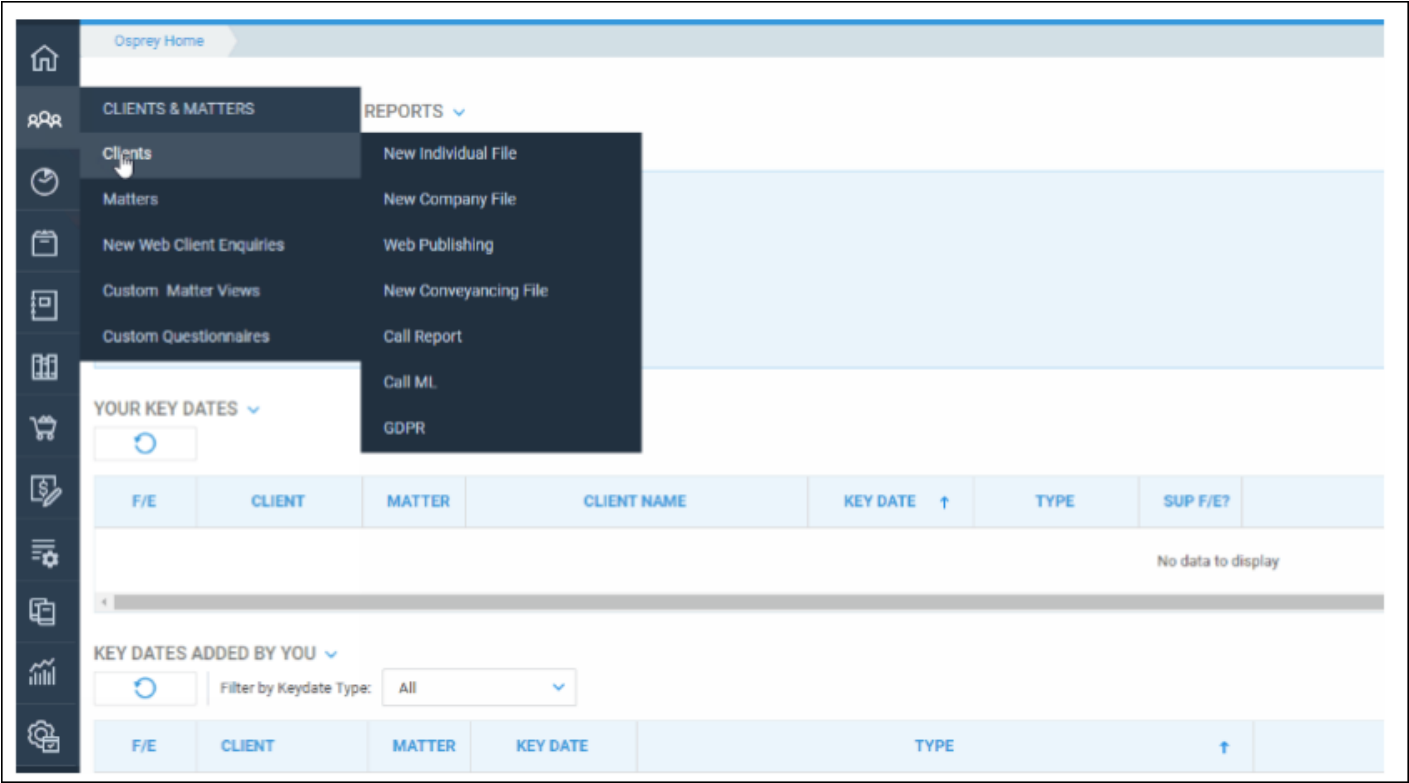 Osprey Home
CLIENTS & MATTERS
REPORTS
Clients
New Individual File
Matters
New Company File
New Web Client Enquiries
Web Publishing
Custom Matter Views
New Conveyancing File
Custom Questionnaires
Call Report
Call ML
GDPR
YOUR KEY DATES
F/E CLIENT MATTER CLIENT NAME KEY DATE ↑ TYPE SUP F/E?
No data to display
KEY DATES ADDED BY YOU
Filter by Keydate Type: All
F/E CLIENT MATTER KEY DATE TYPE ↑